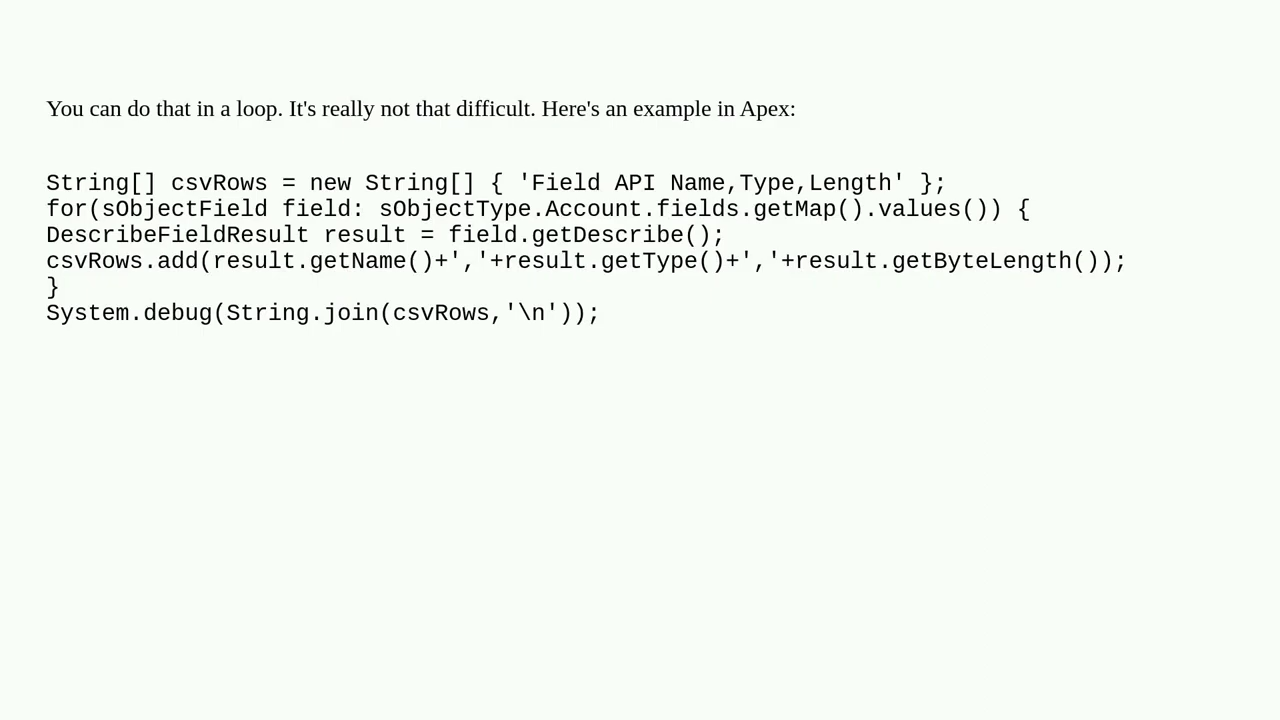 You can do that in a loop. It's really not that difficult. Here's an example in Apex:
String[] csvRows = new String[] { 'Field API Name,Type,Length' };
for(sObjectField field: sObjectType.Account.fields.getMap().values()) {
DescribeFieldResult result = field.getDescribe();
csvRows.add(result.getName()+','+result.getType()+','+result.getByteLength());
}
System.debug(String.join(csvRows,'\n'));